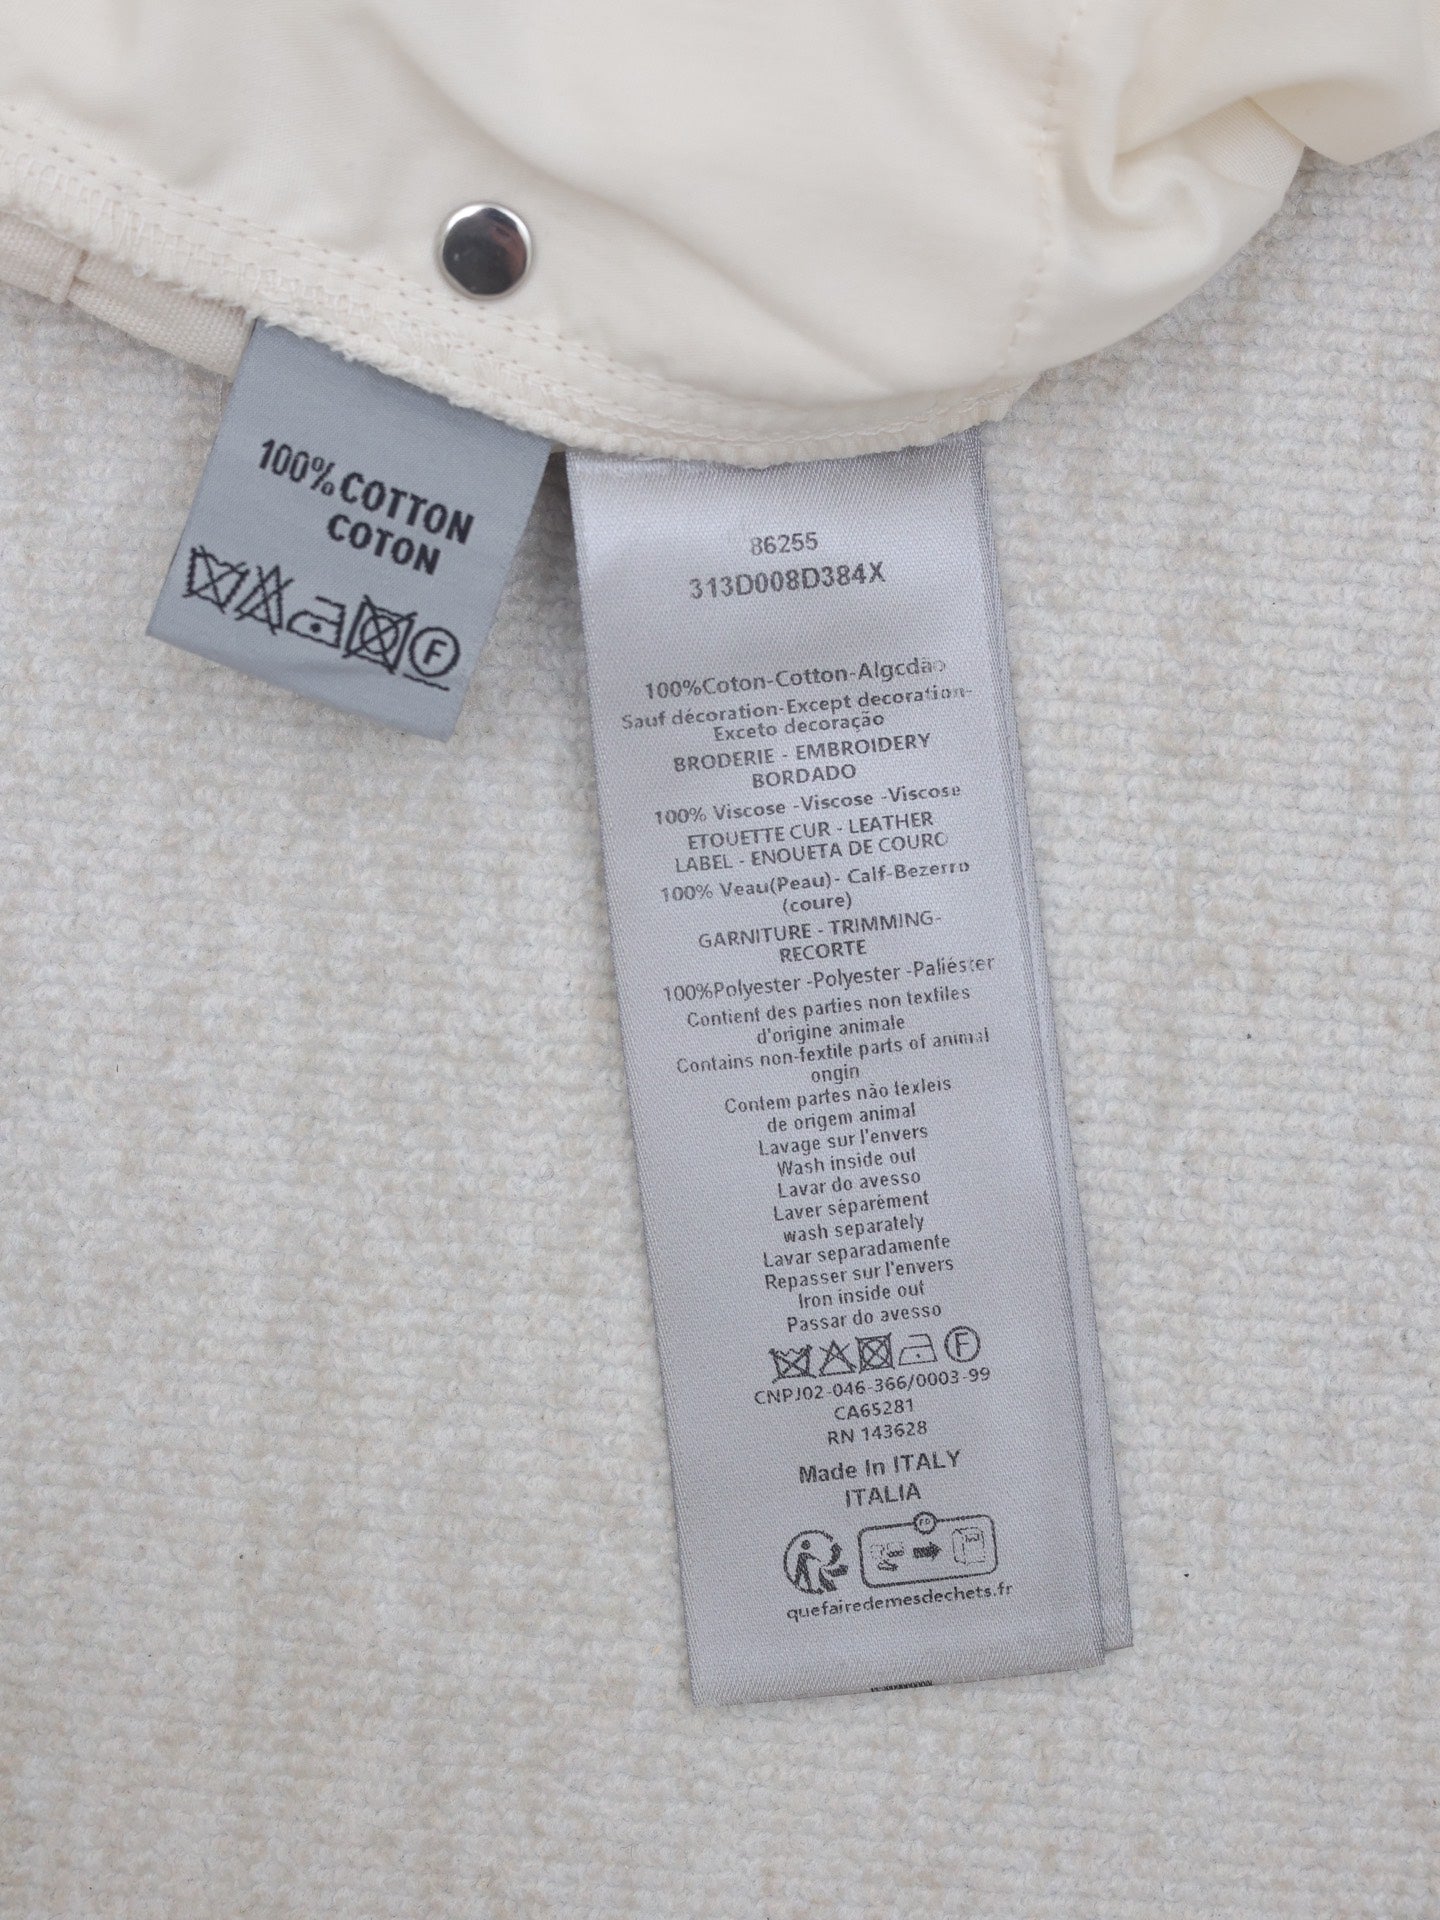 100%COTTON
COTON
F
86255
313D008D384X
100%Coton-Cotton-Algcdão
Sauf décoration-Except decoration-
Exceto decoração
BRODERIE - EMBROIDERY
BORDADO
100% Viscose -Viscose -Viscose
ETOUETTE CUR - LEATHER
LABEL - ENOUETA DE COURO
100% Veau(Peau)- Calf-Bezerro
(coure)
GARNITURE - TRIMMING-
RECORTE
100%Polyester -Polyester -Paliéster
Contient des parties non texfiles
d'origine animale
Contains non-fextile parts of animal
ongin
Contem partes não texleis
de origem animal
Lavage sur l'envers
Wash inside oul
Lavar do avesso
Laver séparément
wash separately
Lavar separadamente
Repasser sur l'envers
Iron inside out
Passar do avesso
F
CNPJ02-046-366/0003-99
CA65281
RN 143628
Made In ITALY
ITALIA
quefairedemesdechets.fr